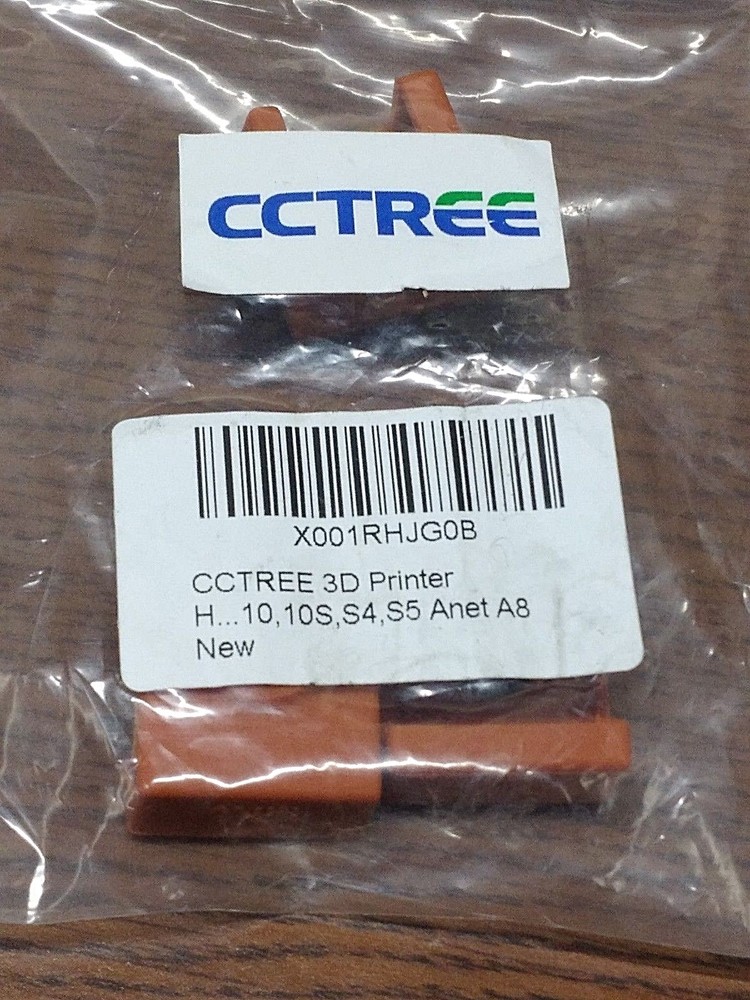 CCTREE
X001RHJG0B
CCTREE 3D Printer
H...10,10S,S4,S5 Anet A8
New